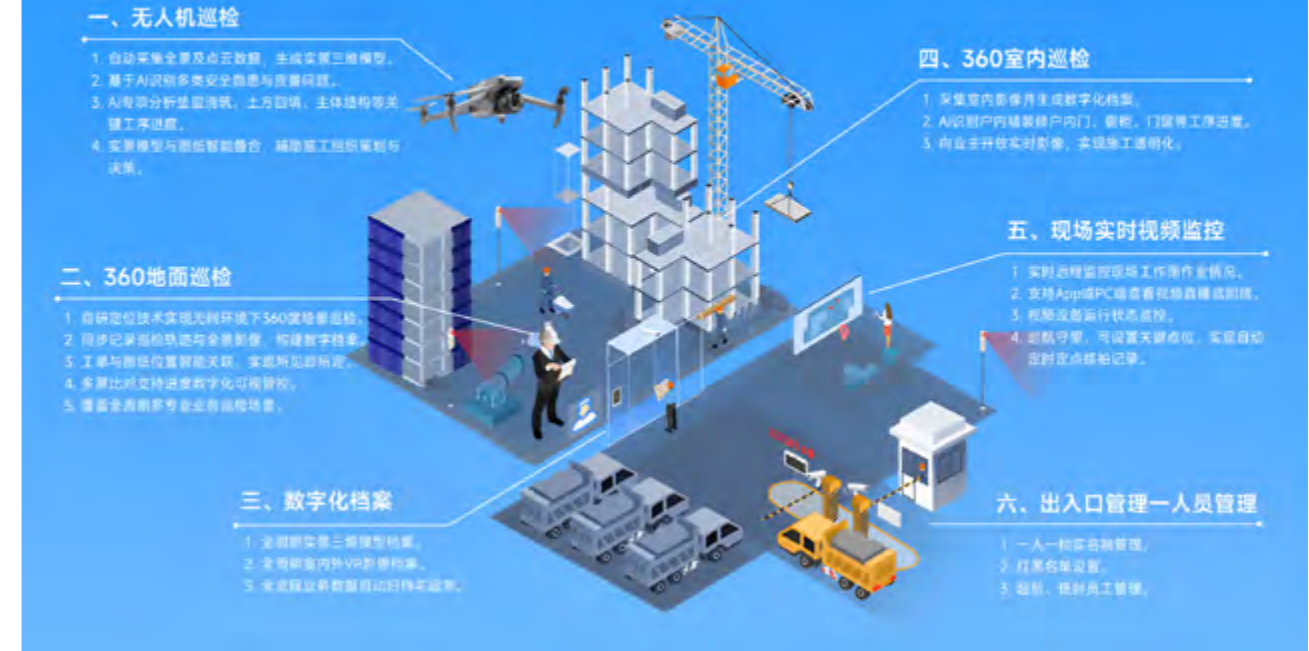 一、无人机巡检
1. 自动采集全景及点云数据，生成实景三维模型。
2. 基于AI识别多类安全隐患与质量问题。
3. AI专项分析垫层浇筑、土方回填、主体结构等关
键工序进度。
4. 实景模型与图纸智能叠合，辅助施工组织策划与
决策。
二、360地面巡检
1. 自研定位技术实现无网环境下360度场景巡检。
2. 同步记录巡检轨迹与全景影像，构建数字档案。
3. 工单与图纸位置智能关联，实现所见即所定。
4. 多屏比对支持进度数字化可视管控。
5. 覆盖全周期多专业业务巡检场景。
三、数字化档案
1. 全周期实景三维模型档案。
2. 全周期室内外VR影像档案。
3. 全流程业务数据自动归档与追溯。
四、360室内巡检
1. 采集室内影像并生成数字化档案。
2. AI识别户内精装修户内门、橱柜、门窗等工序进度。
3. 向业主开放实时影像，实现施工透明化。
五、现场实时视频监控
1. 实时远程监控现场工作面作业情况。
2. 支持App或PC端查看视频直播或回放。
3. 视频设备运行状态监控。
4. 巡航守望，可设置关键点位，实现自动
定时定点抓拍记录。
六、出入口管理—人员管理
1. 一人一档实名制管理。
2. 红黑名单设置。
3. 超龄、低龄员工管理。